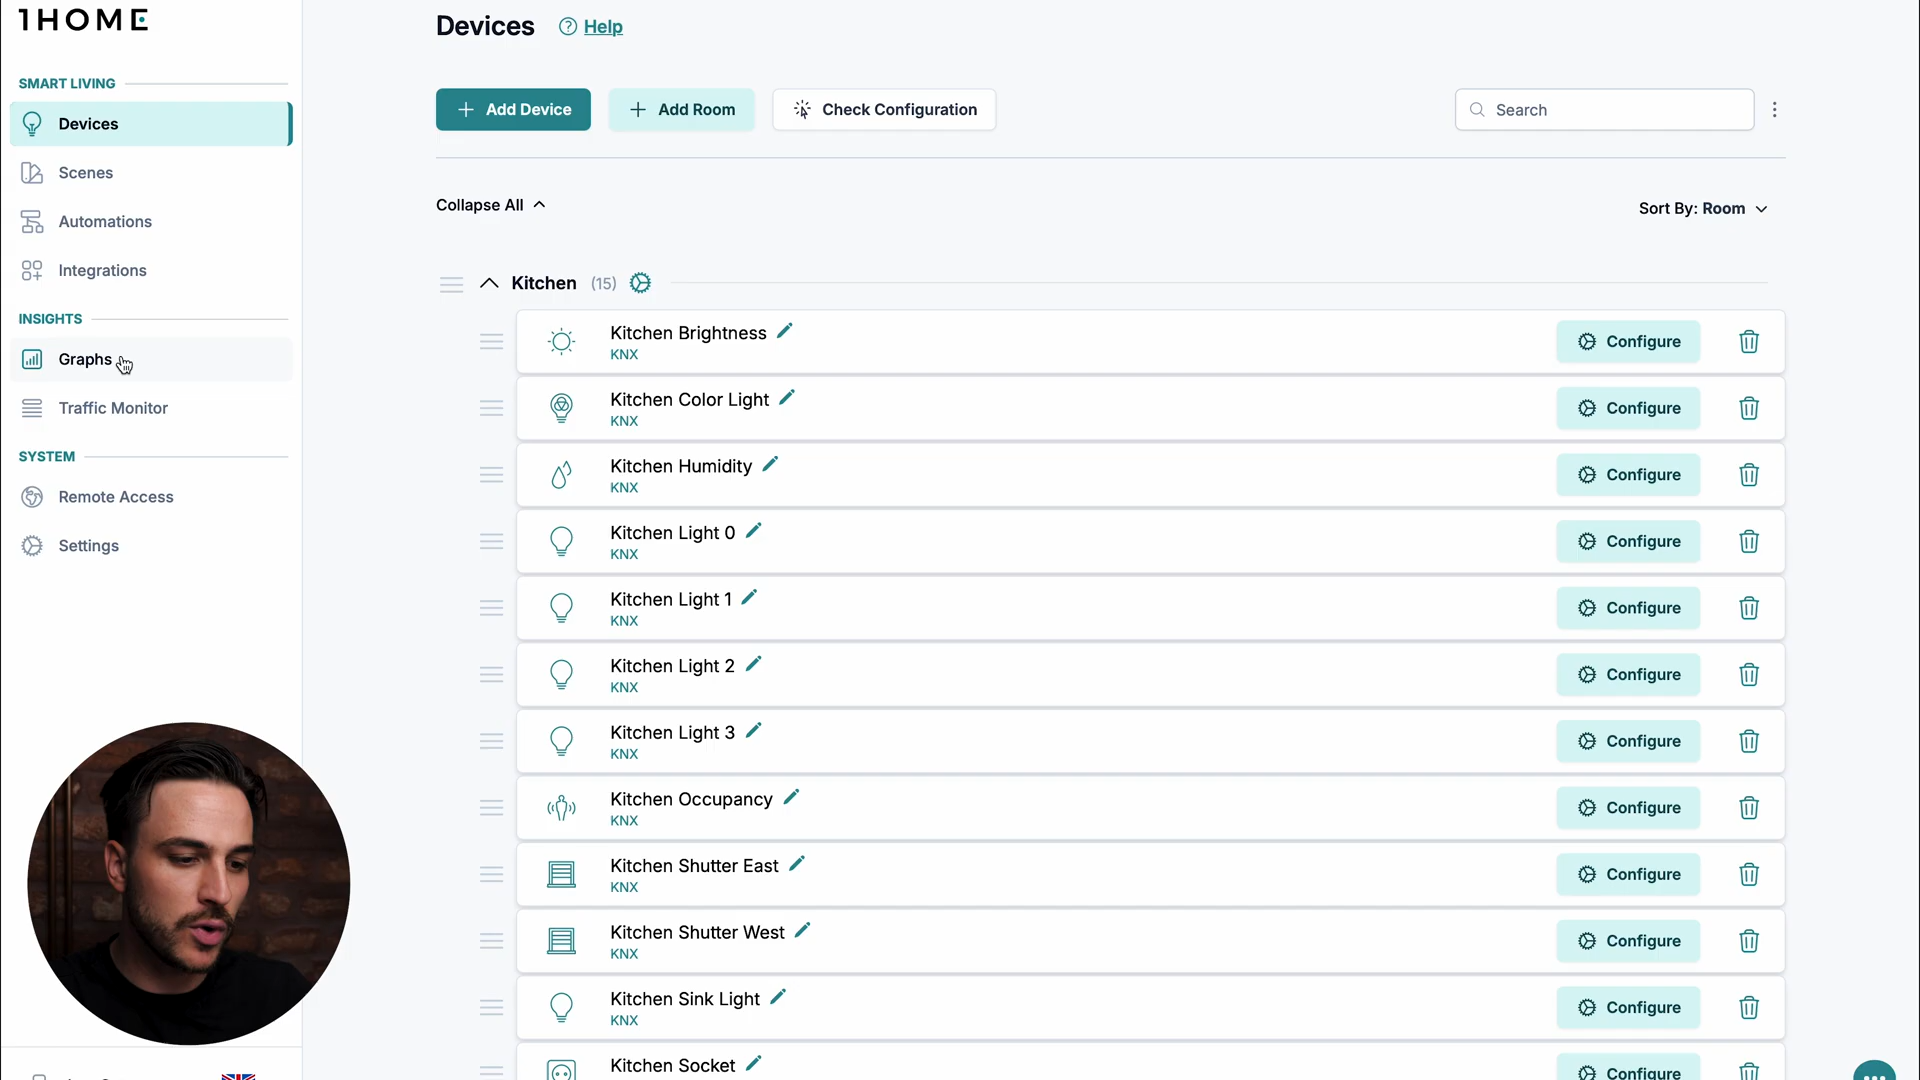 1HOME
SMART LIVING
Devices
Scenes
Automations
Integrations
INSIGHTS
Graphs
Traffic Monitor
SYSTEM
Remote Access
Settings
Devices
Help
Add Device
Add Room
Check Configuration
Search
Collapse All
Sort By: Room
Kitchen (15)
Kitchen Brightness
KNX
Configure
Kitchen Color Light
KNX
Configure
Kitchen Humidity
KNX
Configure
Kitchen Light 0
KNX
Configure
Kitchen Light 1
KNX
Configure
Kitchen Light 2
KNX
Configure
Kitchen Light 3
KNX
Configure
Kitchen Occupancy
KNX
Configure
Kitchen Shutter East
KNX
Configure
Kitchen Shutter West
KNX
Configure
Kitchen Sink Light
KNX
Configure
Kitchen Socket
Configure